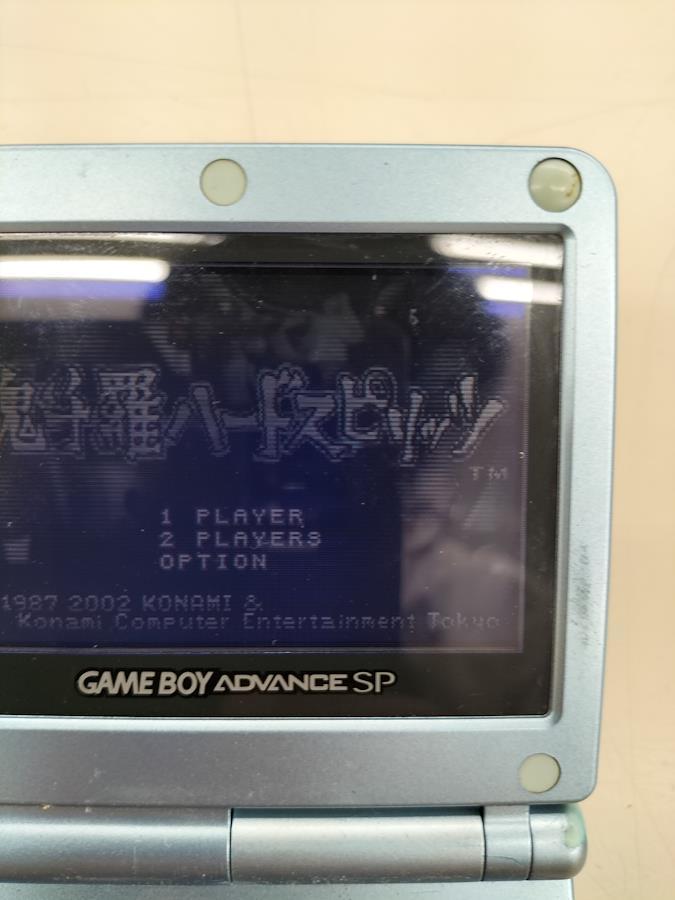 魂斗羅ハードスピリッツ
TM
1 PLAYER
2 PLAYERS
OPTION
1987 2002 KONAMI &
Konami Computer Entertainment Tokyo
GAME BOY ADVANCE SP